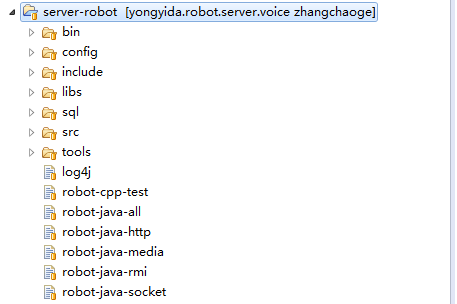 server-robot [yongyida.robot.server.voice zhangchaoge]
bin
config
include
libs
sql
src
tools
log4j
robot-cpp-test
robot-java-all
robot-java-http
robot-java-media
robot-java-rmi
robot-java-socket